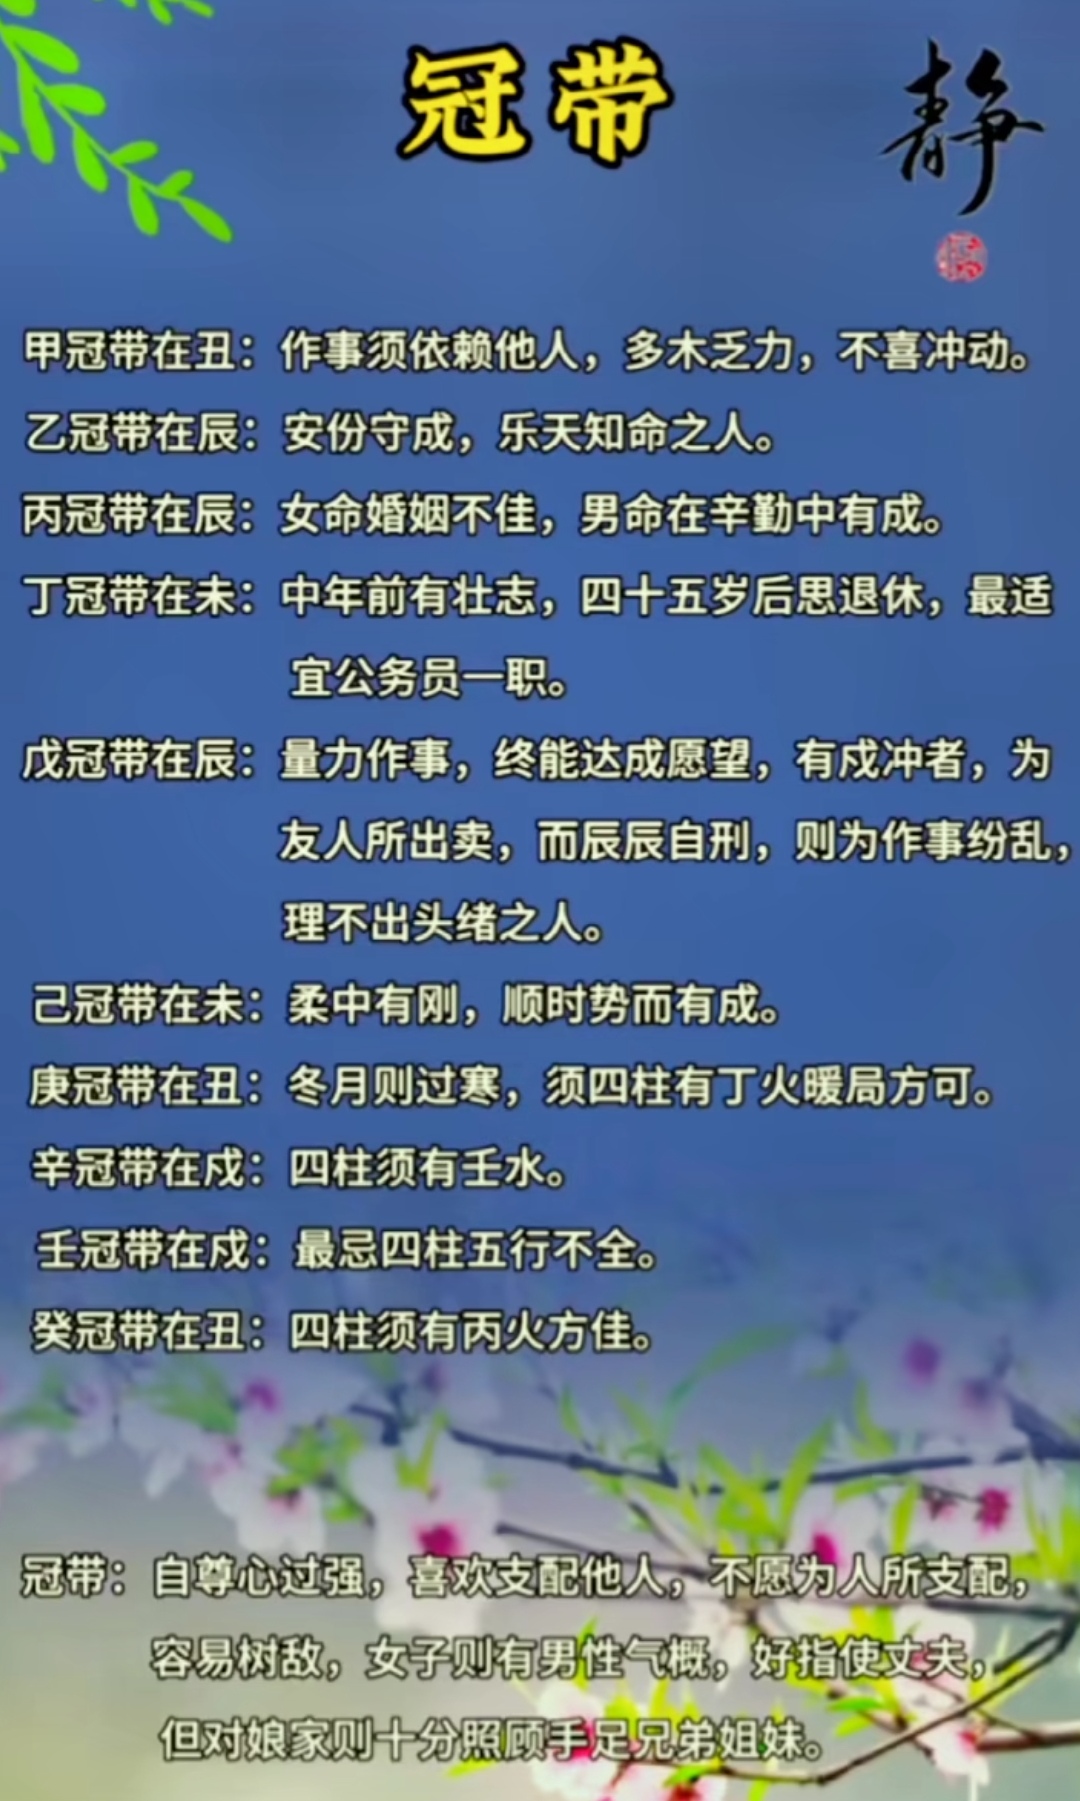 冠带
静
甲冠带在丑：作事须依赖他人，多木乏力，不喜冲动。
乙冠带在辰：安份守成，乐天知命之人。
丙冠带在辰：女命婚姻不佳，男命在辛勤中有成。
丁冠带在未：中年前有壮志，四十五岁后思退休，最适
宜公务员一职。
戊冠带在辰：量力作事，终能达成愿望，有戍冲者，为
友人所出卖，而辰辰自刑，则为作事纷乱，
理不出头绪之人。
己冠带在未：柔中有刚，顺时势而有成。
庚冠带在丑：冬月则过寒，须四柱有丁火暖局方可。
辛冠带在戍：四柱须有壬水。
壬冠带在戍：最忌四柱五行不全。
癸冠带在丑：四柱须有丙火方佳。
冠带：自尊心过强，喜欢支配他人，不愿为人所支配，
容易树敌，女子则有男性气概，好指使丈夫，
但对娘家则十分照顾手足兄弟姐妹。